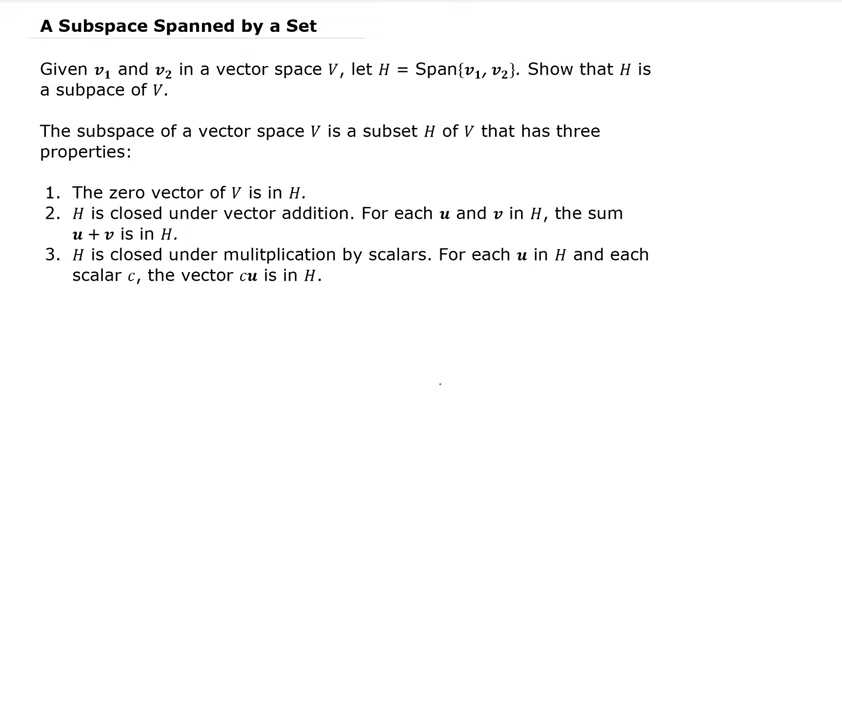 A Subspace Spanned by a Set
Given v₁ and v₂ in a vector space V, let H = Span{v₁, v₂}. Show that H is
a subpace of V.
The subspace of a vector space V is a subset H of V that has three
properties:
1. The zero vector of V is in H.
2. H is closed under vector addition. For each u and v in H, the sum
u + v is in H.
3. H is closed under mulitplication by scalars. For each u in H and each
scalar c, the vector cu is in H.